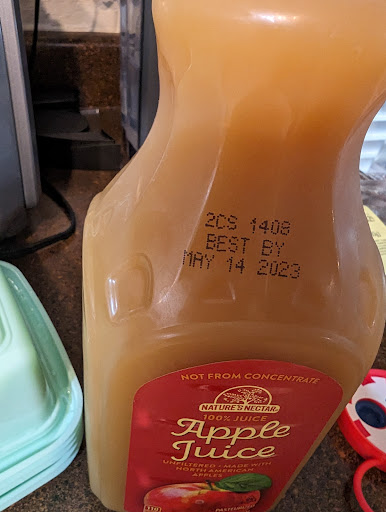 2CS 1408
BEST BY
MAY 14 2023
NOT FROM CONCENTRATE
NATURE'S NECTAR
100% JUICE
Apple
Juice
UNFILTERED • MADE WITH
NORTH AMERICAN
APPLES
110